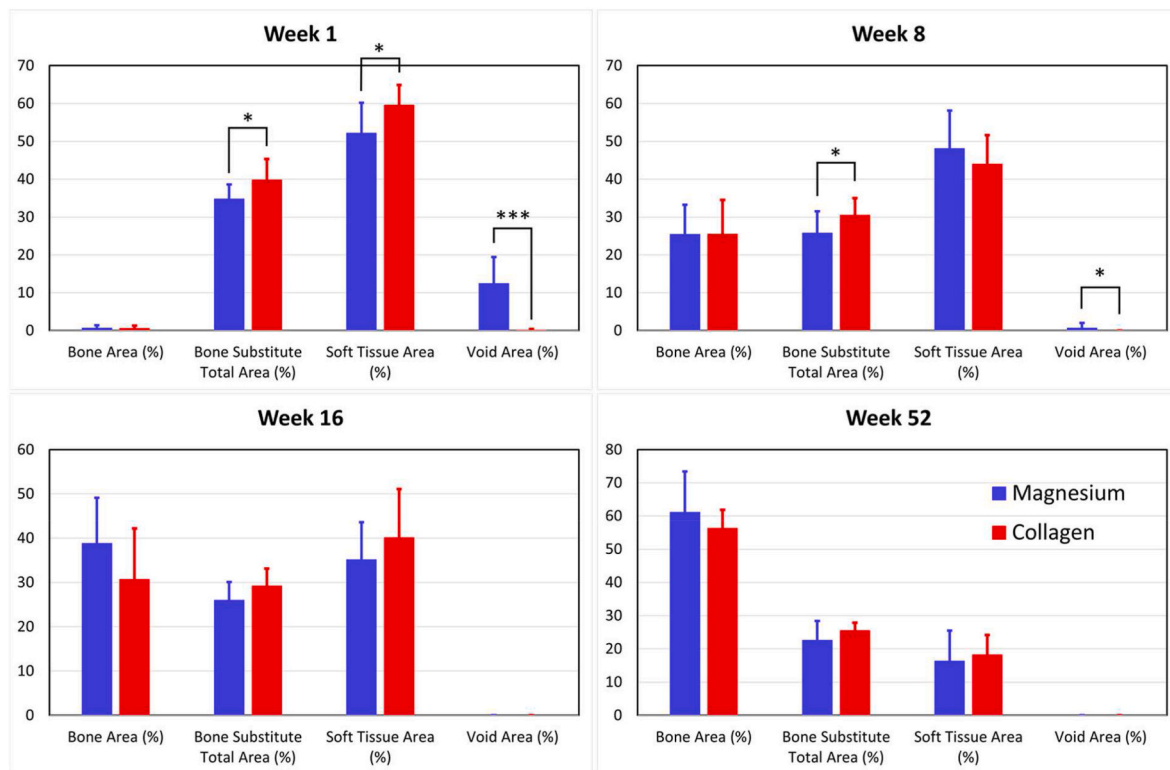 Week 1
*
*
***
70
60
50
40
30
20
10
0
Bone Area (%)
Bone Substitute
Total Area (%)
Soft Tissue Area
(%)
Void Area (%)
Week 8
*
*
70
60
50
40
30
20
10
0
Bone Area (%)
Bone Substitute
Total Area (%)
Soft Tissue Area
(%)
Void Area (%)
Week 16
60
50
40
30
20
10
0
Bone Area (%)
Bone Substitute
Total Area (%)
Soft Tissue Area
(%)
Void Area (%)
Week 52
80
70
60
50
40
30
20
10
0
Magnesium
Collagen
Bone Area (%)
Bone Substitute
Total Area (%)
Soft Tissue Area
(%)
Void Area (%)